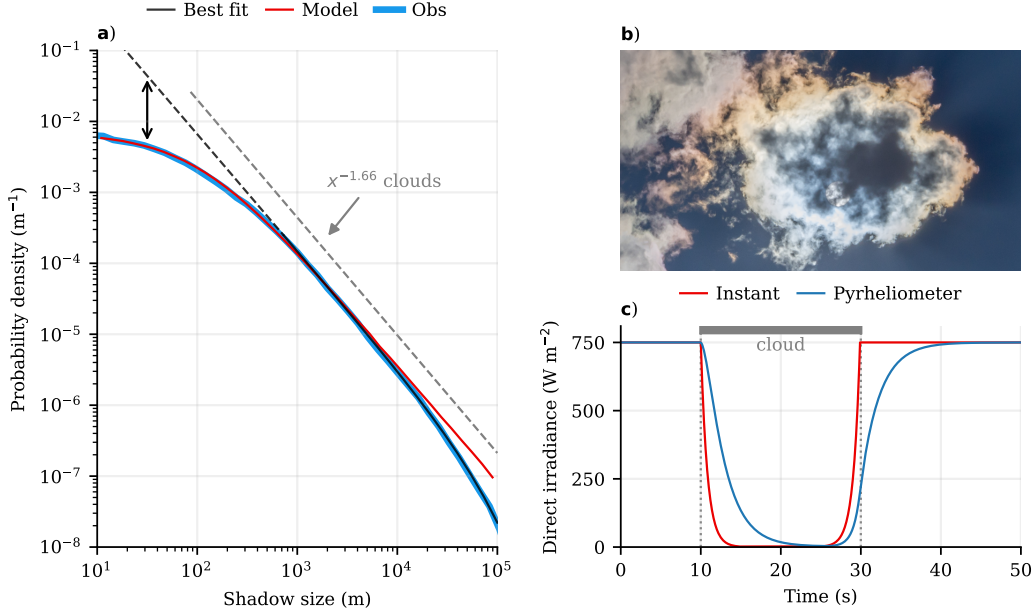 Best fit Model Obs
a)
10⁻¹
10⁻²
10⁻³
10⁻⁴
10⁻⁵
10⁻⁶
10⁻⁷
10⁻⁸
Probability density (m⁻¹)
x⁻¹·⁶⁶ clouds
10¹ 10² 10³ 10⁴ 10⁵
Shadow size (m)
b)
Instant Pyrheliometer
c)
cloud
750
500
250
0
Direct irradiance (W m⁻²)
0 10 20 30 40 50
Time (s)